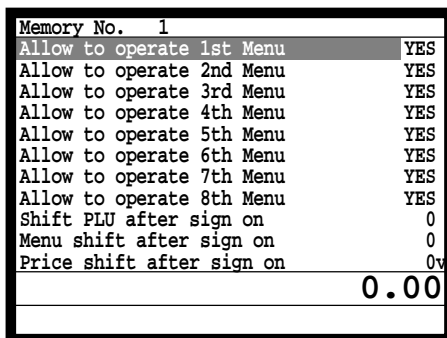 Memory No.   1
Allow to operate 1st Menu YES
Allow to operate 2nd Menu YES
Allow to operate 3rd Menu YES
Allow to operate 4th Menu YES
Allow to operate 5th Menu YES
Allow to operate 6th Menu YES
Allow to operate 7th Menu YES
Allow to operate 8th Menu YES
Shift PLU after sign on 0
Menu shift after sign on 0
Price shift after sign on 0v
0.00